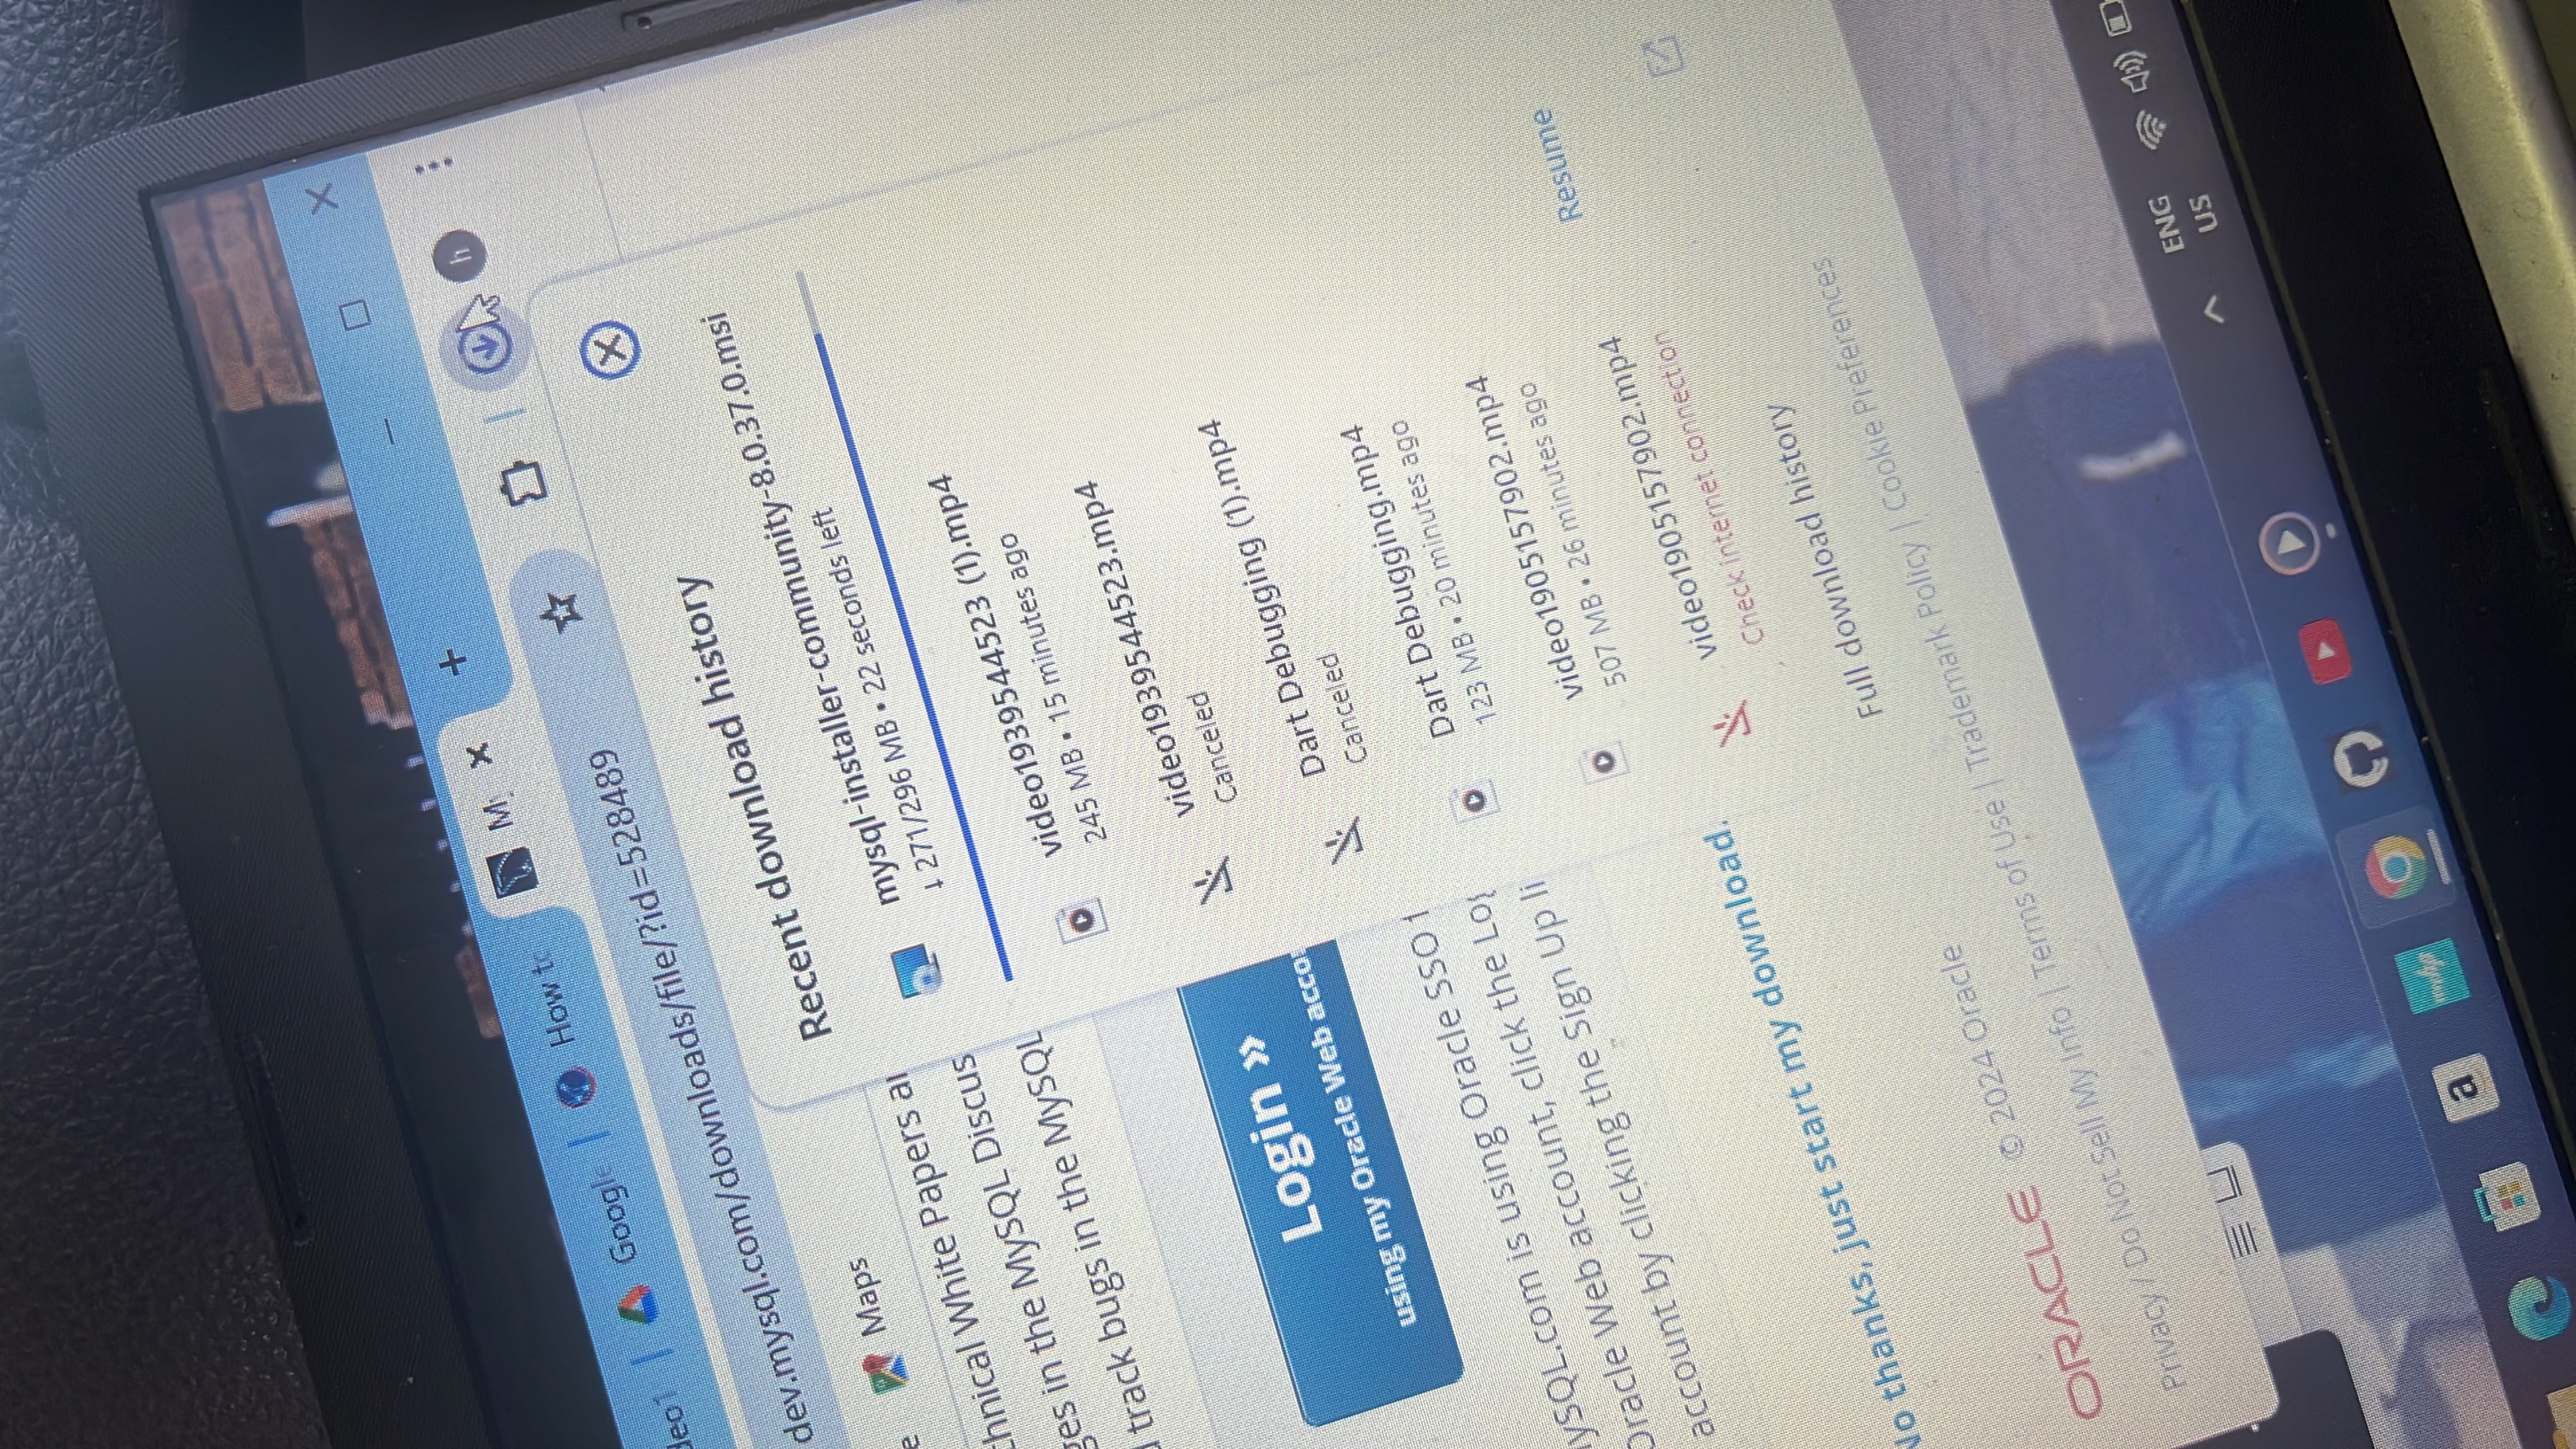 deo1
Google
How to
My
dev.mysql.com/downloads/file/?id=528489
h
e
Maps
Recent download history
mysql-installer-community-8.0.37.0.msi
↓ 271/296 MB • 22 seconds left
video1939544523 (1).mp4
245 MB • 15 minutes ago
video1939544523.mp4
Canceled
Dart Debugging (1).mp4
Canceled
Dart Debugging.mp4
123 MB • 20 minutes ago
video1905157902.mp4
507 MB • 26 minutes ago
video1905157902.mp4
Check internet connection
Resume
Full download history
chnical White Papers a
ges in the MySQL Discus
track bugs in the MySQL
Login »
using my Oracle Web acco
ySQL.com is using Oracle SSO f
Oracle Web account, click the Log
account by clicking the Sign Up li
No thanks, just start my download.
ORACLE © 2024 Oracle
Privacy / Do Not Sell My Info | Terms of Use | Trademark Policy | Cookie Preferences
ENG
US
a
myhp